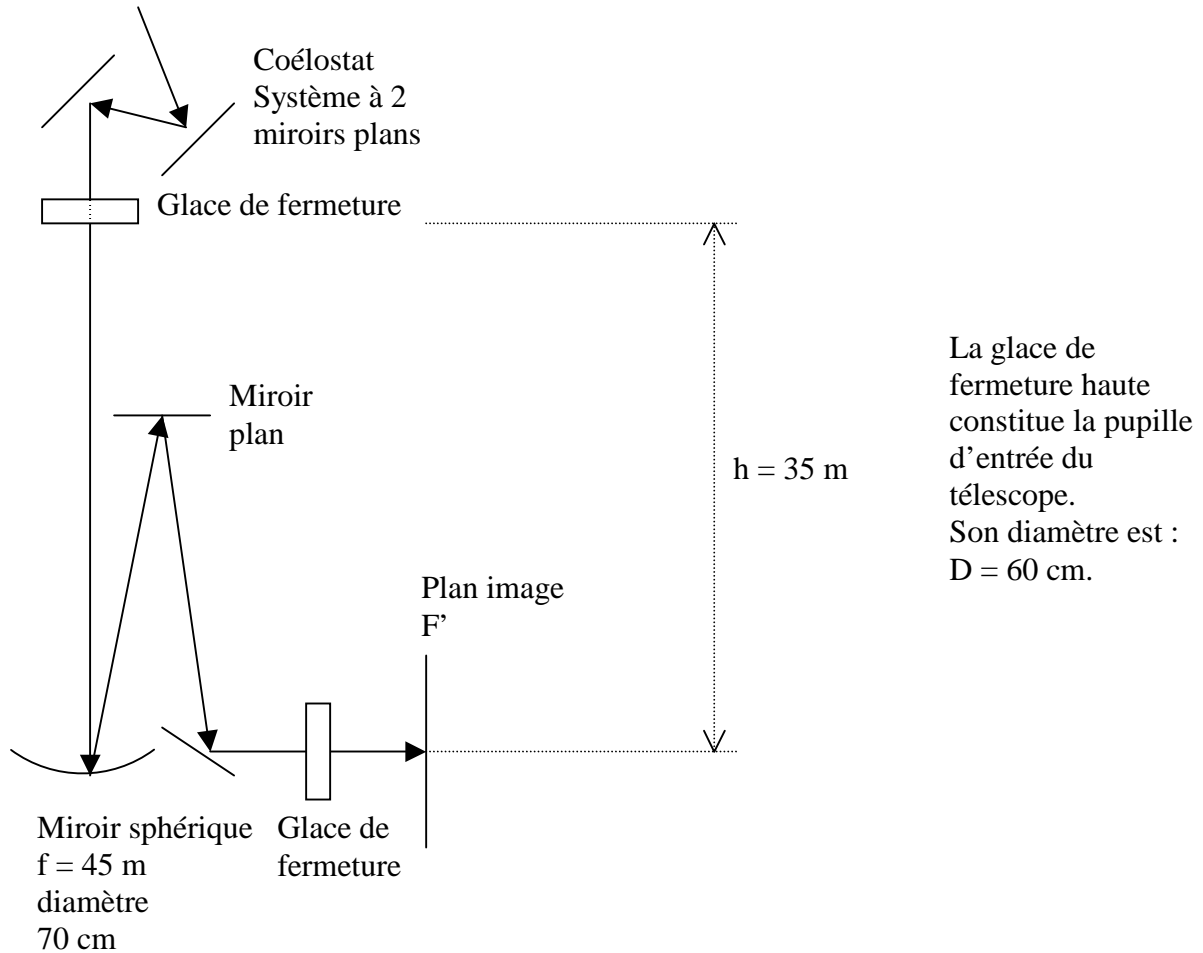 Coélostat
Système à 2
miroirs plans
Glace de fermeture
Miroir
plan
h = 35 m
La glace de
fermeture haute
constitue la pupille
d'entrée du
télescope.
Son diamètre est :
D = 60 cm.
Plan image
F'
Miroir sphérique
f = 45 m
diamètre
70 cm
Glace de
fermeture